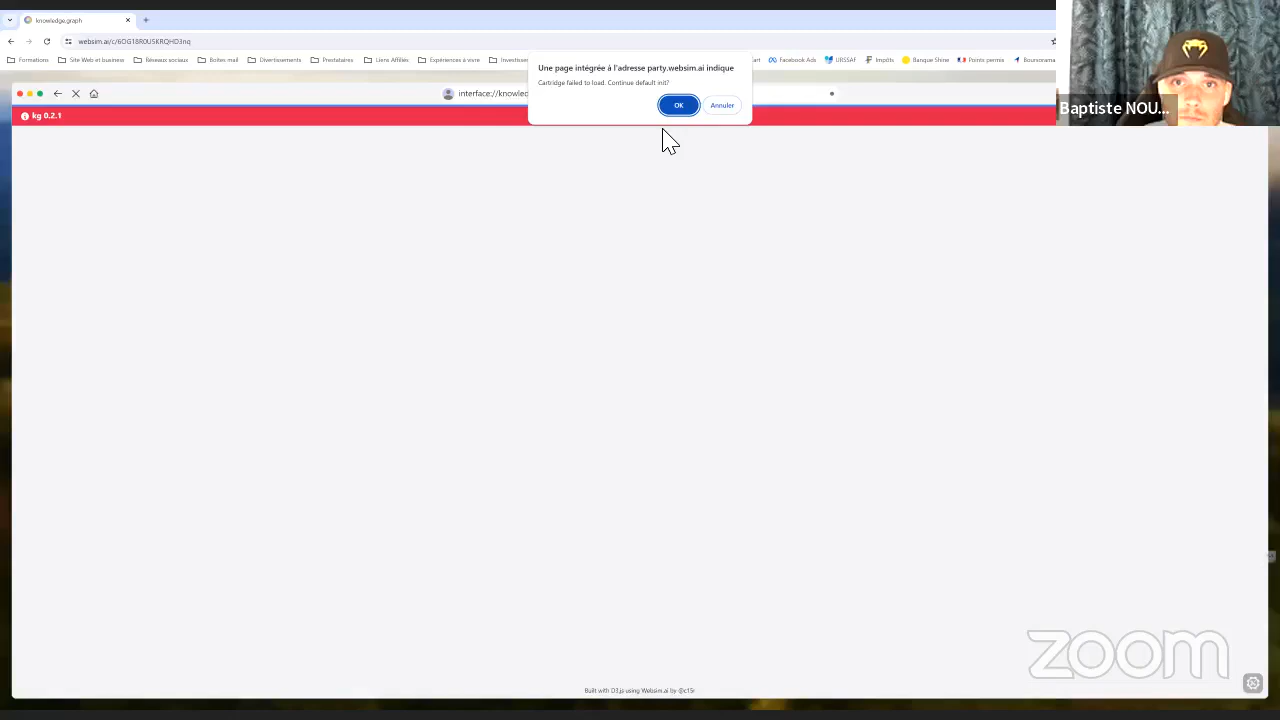 knowledge.graph
websim.ai/c/6OG18R0U5KRQHD3nq
Formations
Site Web et business
Réseaux sociaux
Boites mail
Divertissements
Prestataires
Liens Affiliés
Expériences à vivre
Facebook Ads
URSSAF
Impôts
Banque Shine
Points permis
Boursorama
Une page intégrée à l'adresse party.websim.ai indique
Cartridge failed to load. Continue default init?
OK
Annuler
kg 0.2.1
Baptiste NOU...
zoom
Built with D3.js using Websim.ai by @c15r